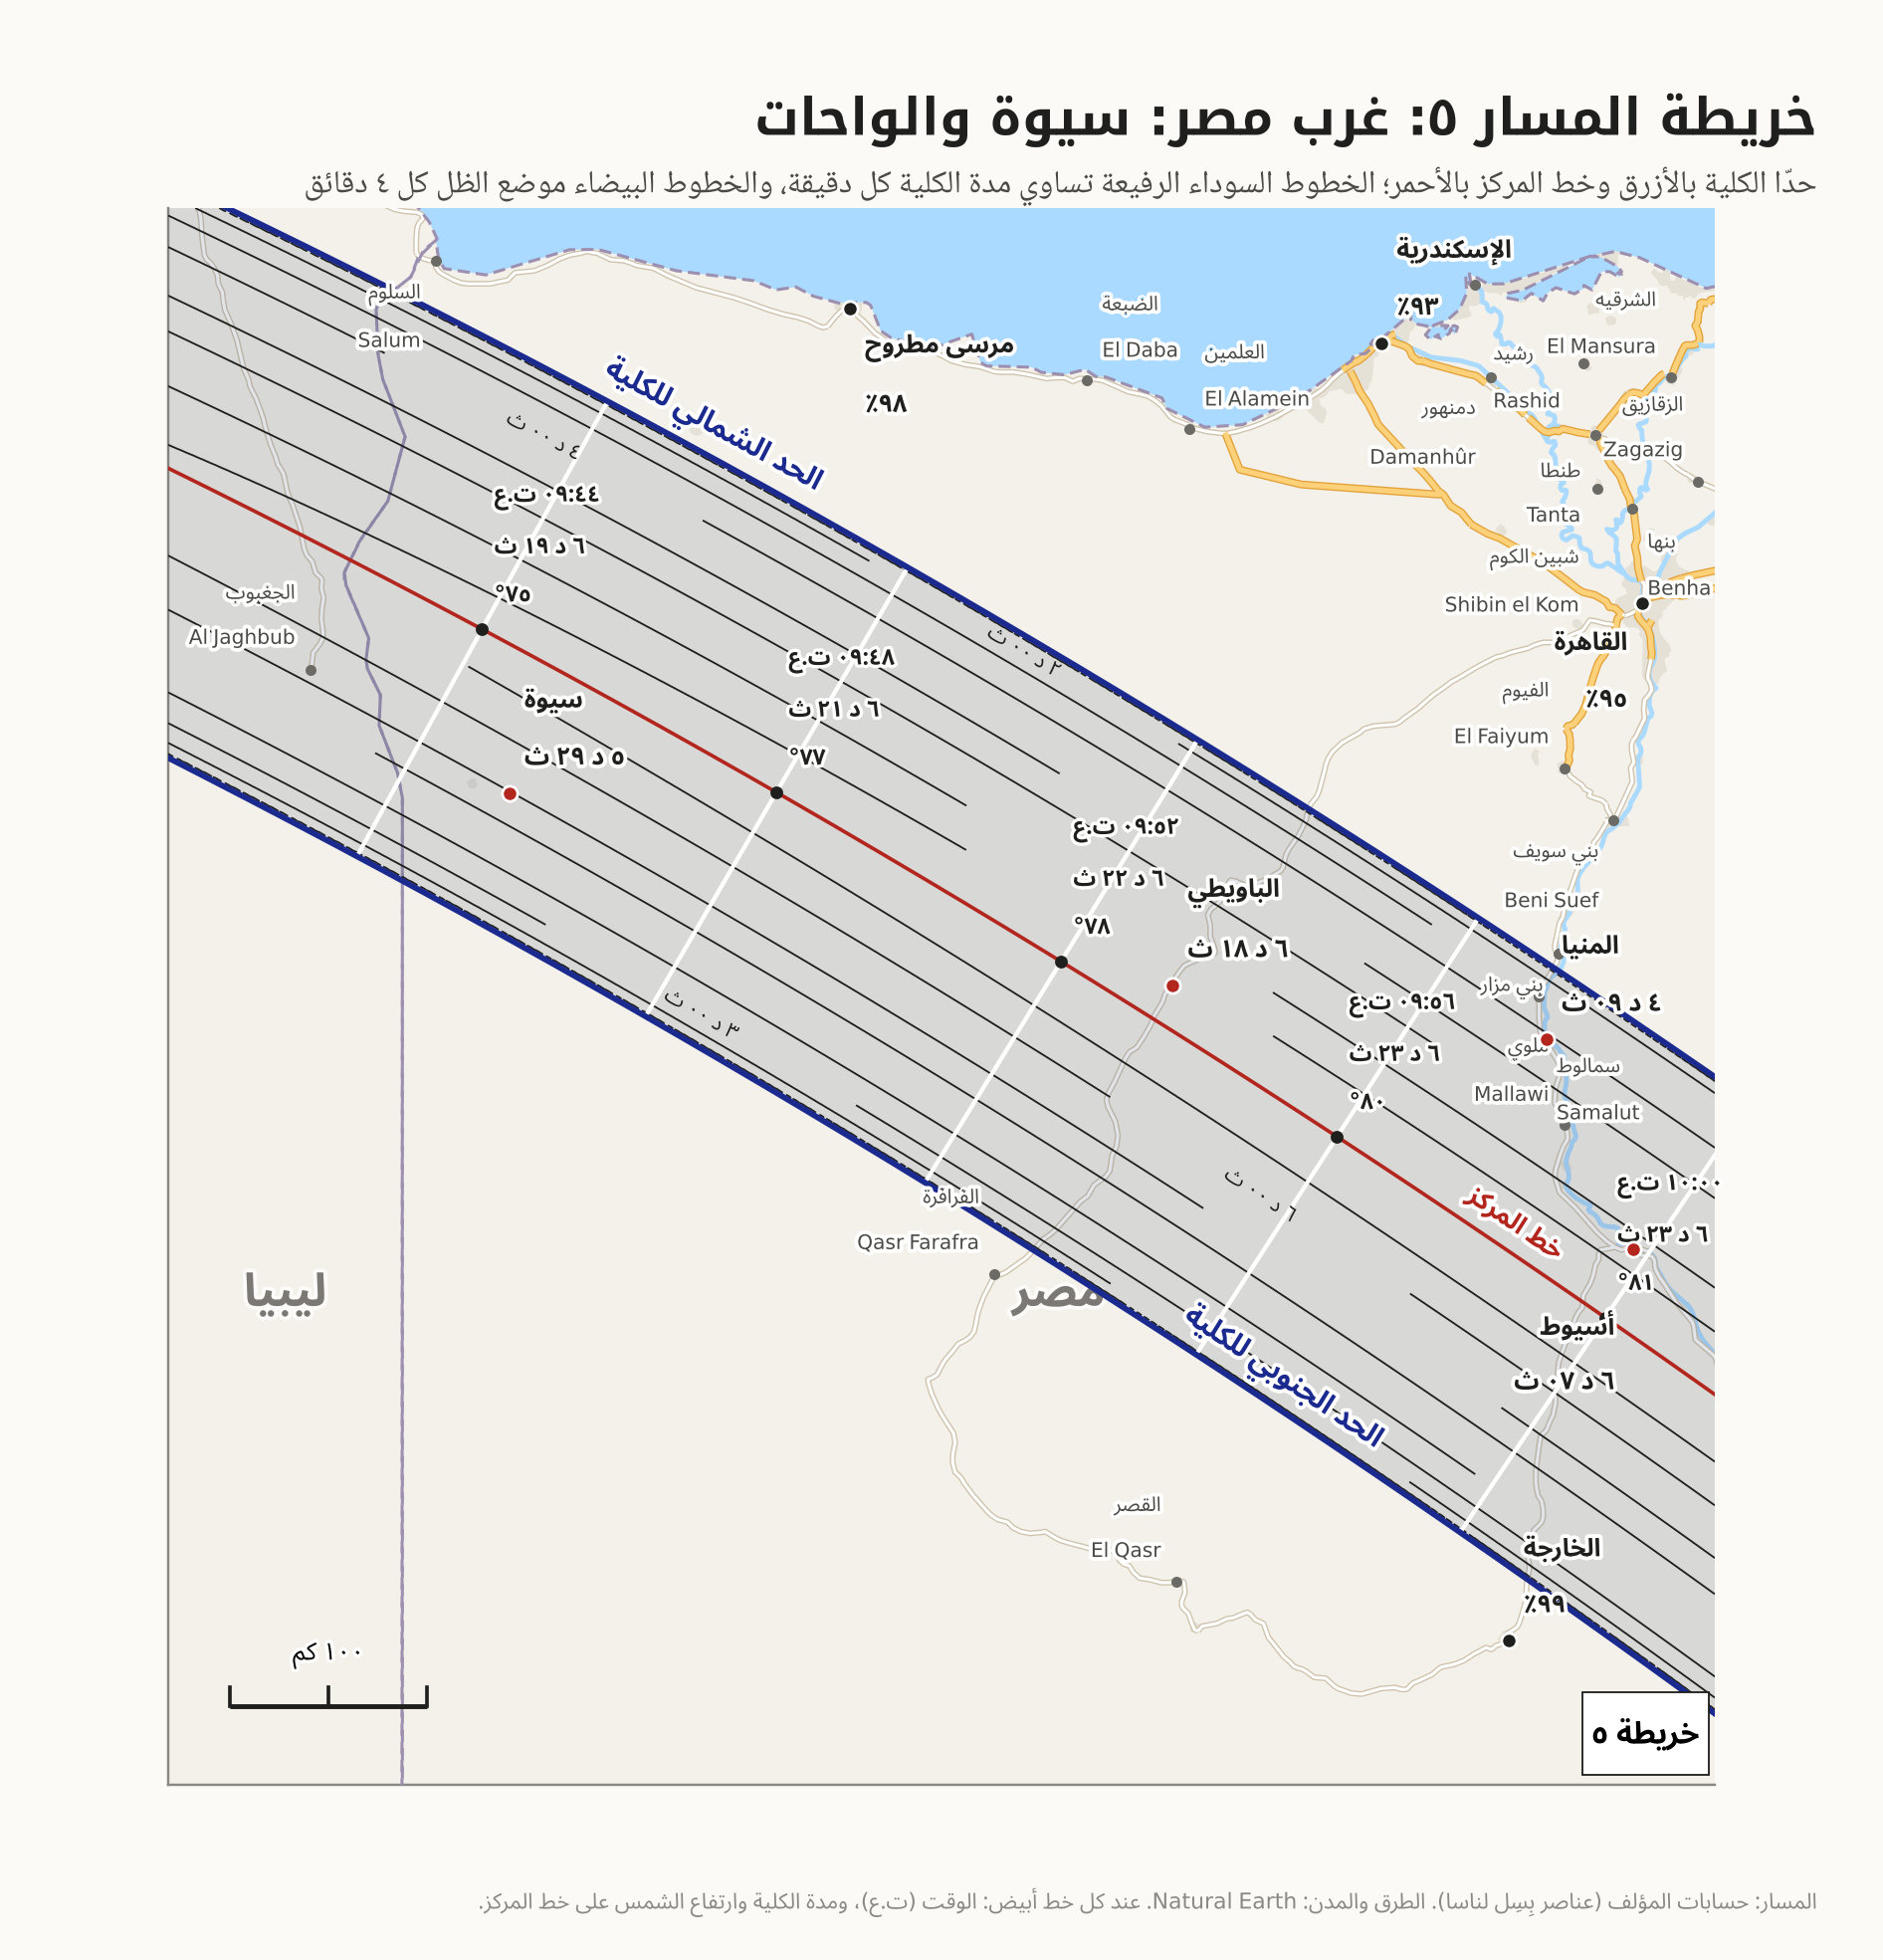 خريطة المسار ٥: غرب مصر: سيوة والواحات
حدّا الكلية بالأزرق وخط المركز بالأحمر؛ الخطوط السوداء الرفيعة تساوي مدة الكلية كل دقيقة، والخطوط البيضاء موضع الظل كل ٤ دقائق
الإسكندرية
٩٣٪
الشرقيه
السلوم
Salum
الضبعة
El Daba
العلمين
El Alamein
مرسى مطروح
٩٨٪
رشيد
Rashid
El Mansura
دمنهور
Damanhûr
الزقازيق
Zagazig
طنطا
Tanta
بنها
Benha
شبين الكوم
Shibin el Kom
القاهرة
٩٥٪
الفيوم
El Faiyum
بني سويف
Beni Suef
الحد الشمالي للكلية
٤ د ٠٠ ث
٠٩:٤٤ ت.ع
٦ د ١٩ ث
٧٥°
الجغبوب
Al Jaghbub
سيوة
٥ د ٢٩ ث
٢ د ٠٠ ث
٠٩:٤٨ ت.ع
٦ د ٢١ ث
٧٧°
٠٩:٥٢ ت.ع
٦ د ٢٢ ث
٧٨°
الباويطي
٦ د ١٨ ث
المنيا
٤ د ٠٩ ث
بني مزار
ملوي
Mallawi
سمالوط
Samalut
٠٩:٥٦ ت.ع
٦ د ٢٣ ث
٨٠°
٣ د ٠٠ ث
٦ د ٠٠ ث
خط المركز
١٠:٠٠ ت.ع
٦ د ٢٣ ث
٨١°
أسيوط
٦ د ٠٧ ث
الفرافرة
Qasr Farafra
ليبيا
مصر
الحد الجنوبي للكلية
القصر
El Qasr
الخارجة
٩٩٪
١٠٠ كم
خريطة ٥
المسار: حسابات المؤلف (عناصر بِسِل لناسا). الطرق والمدن: Natural Earth. عند كل خط أبيض: الوقت (ت.ع)، ومدة الكلية وارتفاع الشمس على خط المركز.